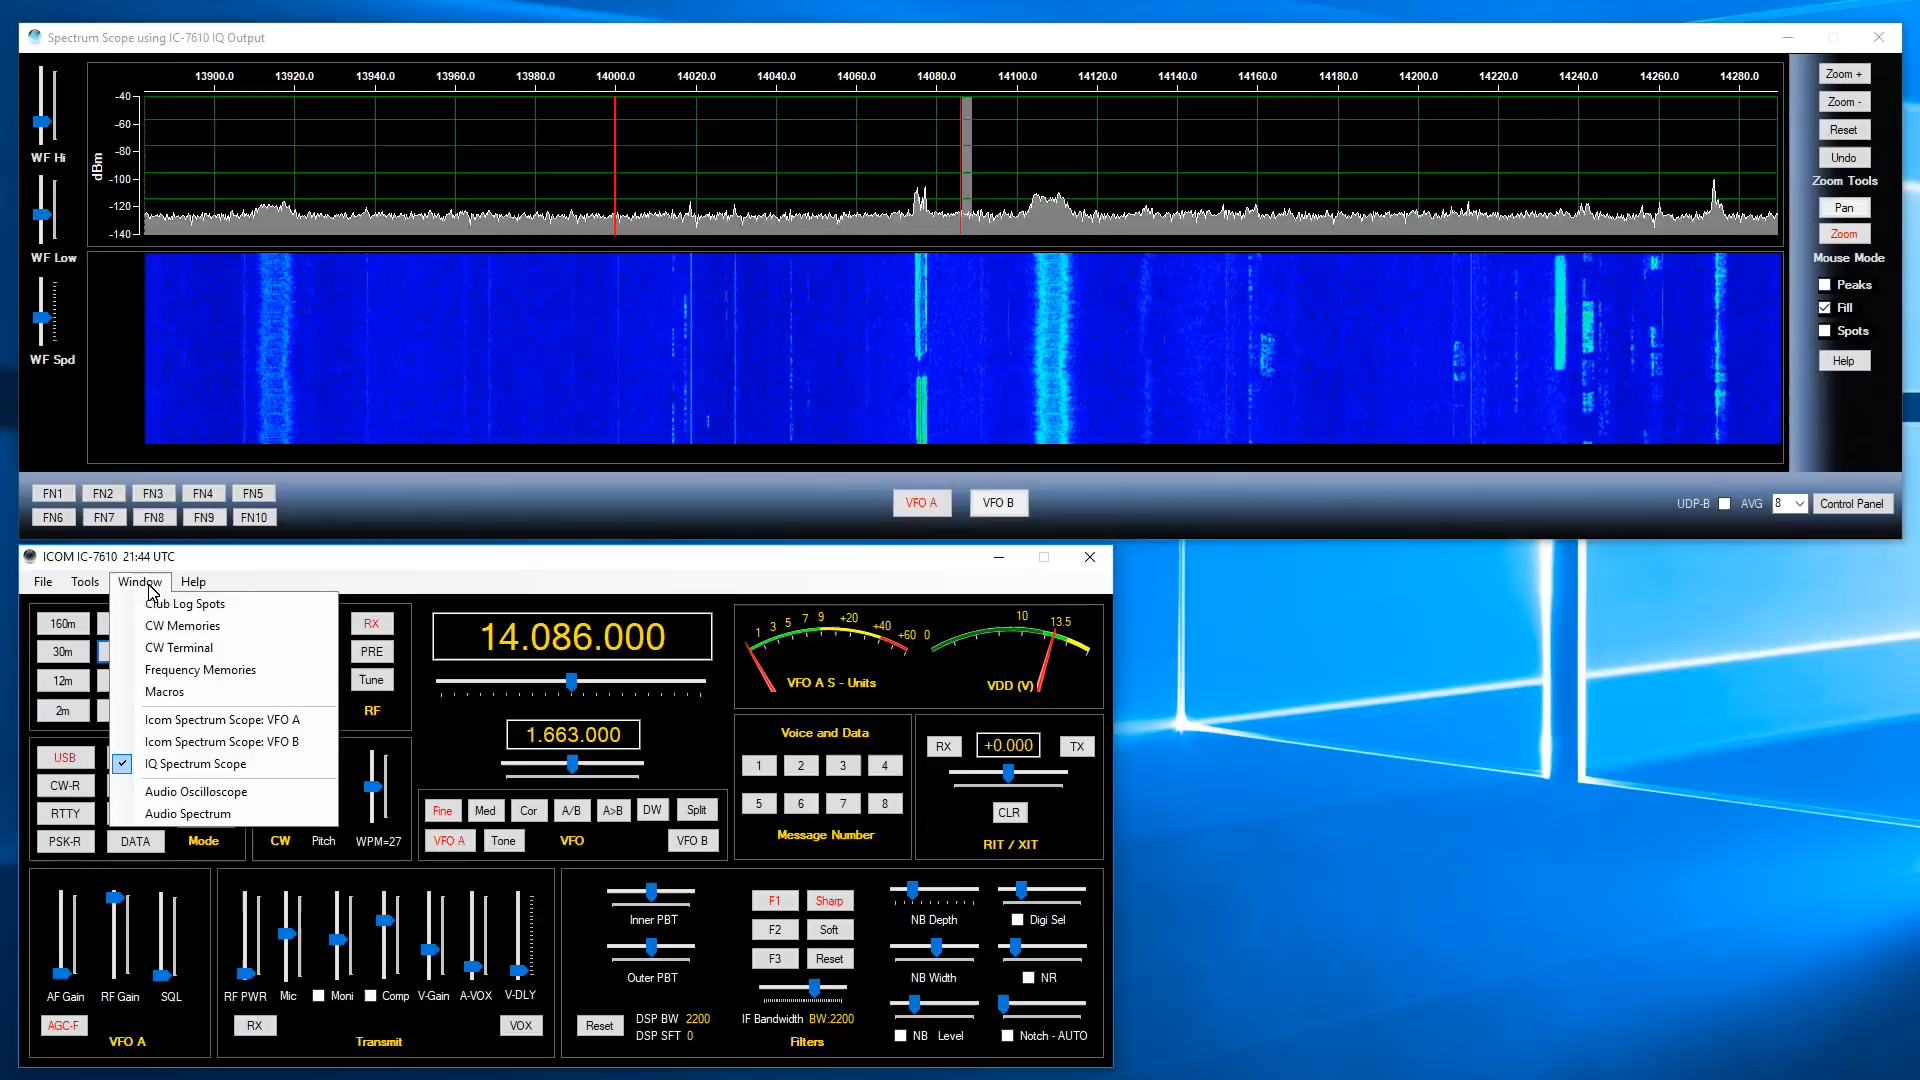 Spectrum Scope using IC-7610 IQ Output
13900.0 13920.0 13940.0 13960.0 13980.0 14000.0 14020.0 14040.0 14060.0 14080.0 14100.0 14120.0 14140.0 14160.0 14180.0 14200.0 14220.0 14240.0 14260.0 14280.0
-40
-60
-80
-100
-120
-140
dBm
WF Hi
WF Low
WF Spd
Zoom +
Zoom -
Reset
Undo
Zoom Tools
Pan
Zoom
Mouse Mode
Peaks
Fill
Spots
Help
FN1 FN2 FN3 FN4 FN5
FN6 FN7 FN8 FN9 FN10
VFO A VFO B
UDP-B AVG 8 Control Panel
ICOM IC-7610 21:44 UTC
File Tools Window Help
Club Log Spots
CW Memories
CW Terminal
Frequency Memories
Macros
Icom Spectrum Scope: VFO A
Icom Spectrum Scope: VFO B
IQ Spectrum Scope
Audio Oscilloscope
Audio Spectrum
160m
30m
12m
2m
RX
PRE
Tune
RF
USB
CW-R
RTTY
PSK-R DATA Mode
CW Pitch WPM=27
14.086.000
1.663.000
Fine Med Cor A/B A>B DW Split
VFO A Tone VFO VFO B
1 3 5 7 9 +20 +40 +60
VFO A S - Units
0 10 13.5
VDD (V)
Voice and Data
1 2 3 4
5 6 7 8
Message Number
RX +0.000 TX
CLR
RIT / XIT
AF Gain RF Gain SQL
AGC-F
VFO A
RF PWR Mic Moni Comp V-Gain A-VOX V-DLY
RX VOX
Transmit
Inner PBT
Outer PBT
Reset DSP BW 2200
DSP SFT 0
F1 Sharp
F2 Soft
F3 Reset
IF Bandwidth BW:2200
Filters
NB Depth Digi Sel
NB Width NR
NB Level Notch - AUTO